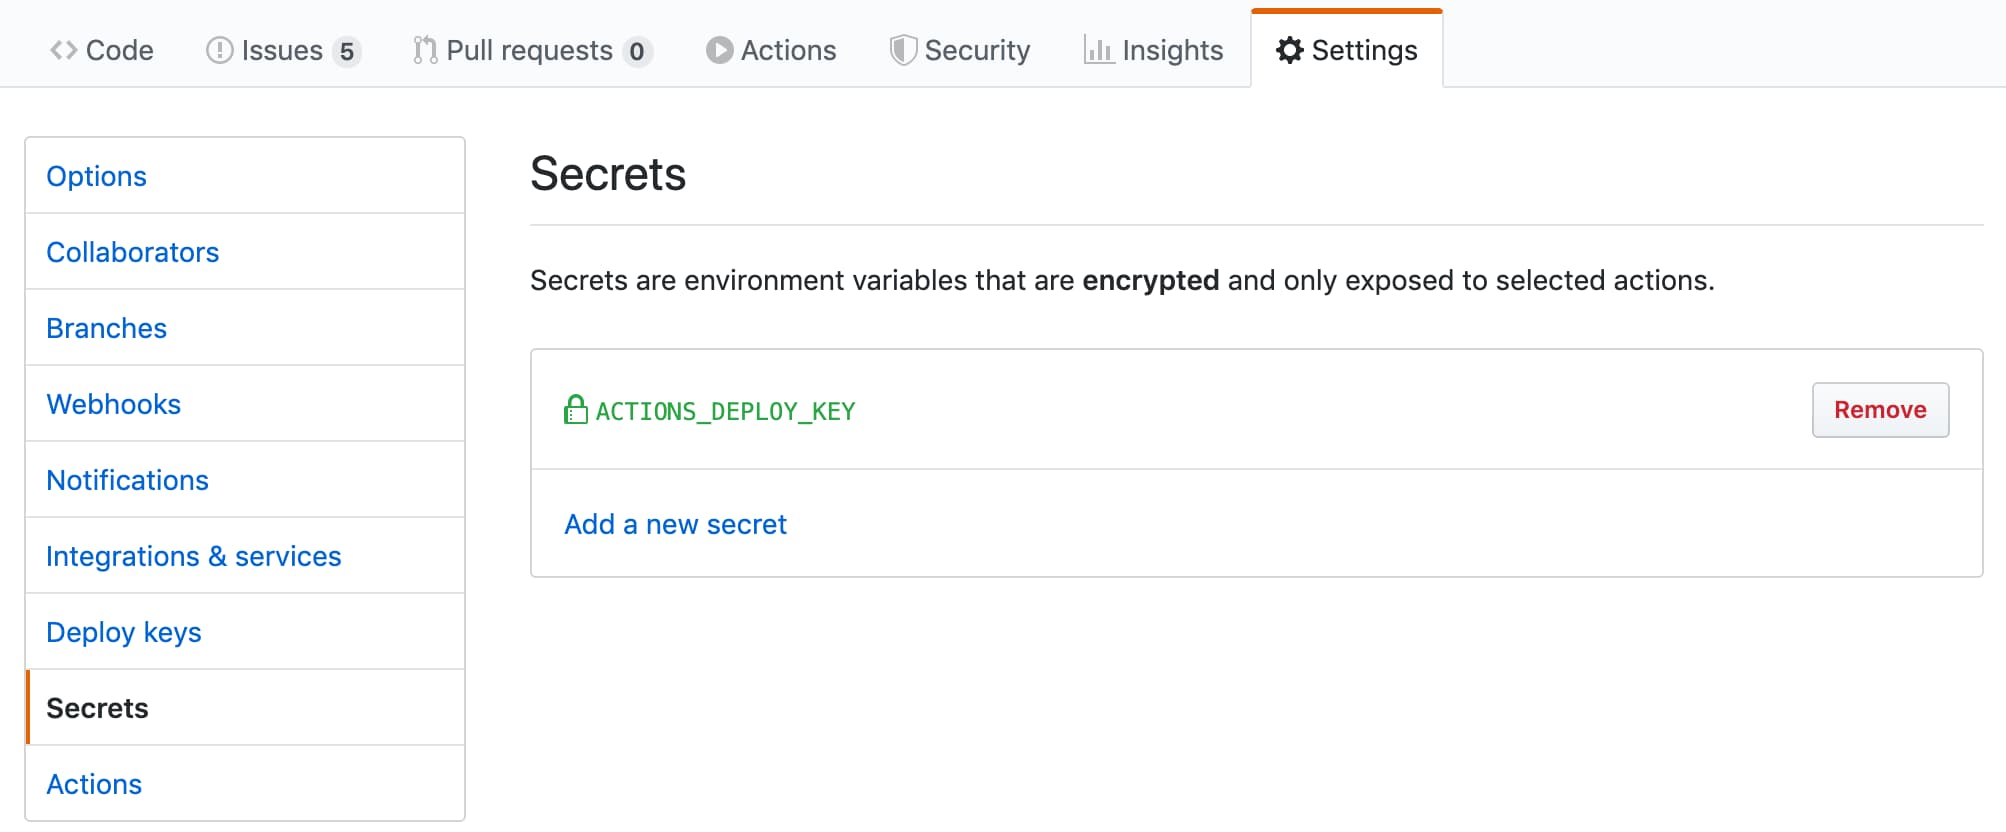 Code Issues 5 Pull requests 0 Actions Security Insights Settings
Options
Collaborators
Branches
Webhooks
Notifications
Integrations & services
Deploy keys
Secrets
Actions
Secrets
Secrets are environment variables that are encrypted and only exposed to selected actions.
ACTIONS_DEPLOY_KEY Remove
Add a new secret